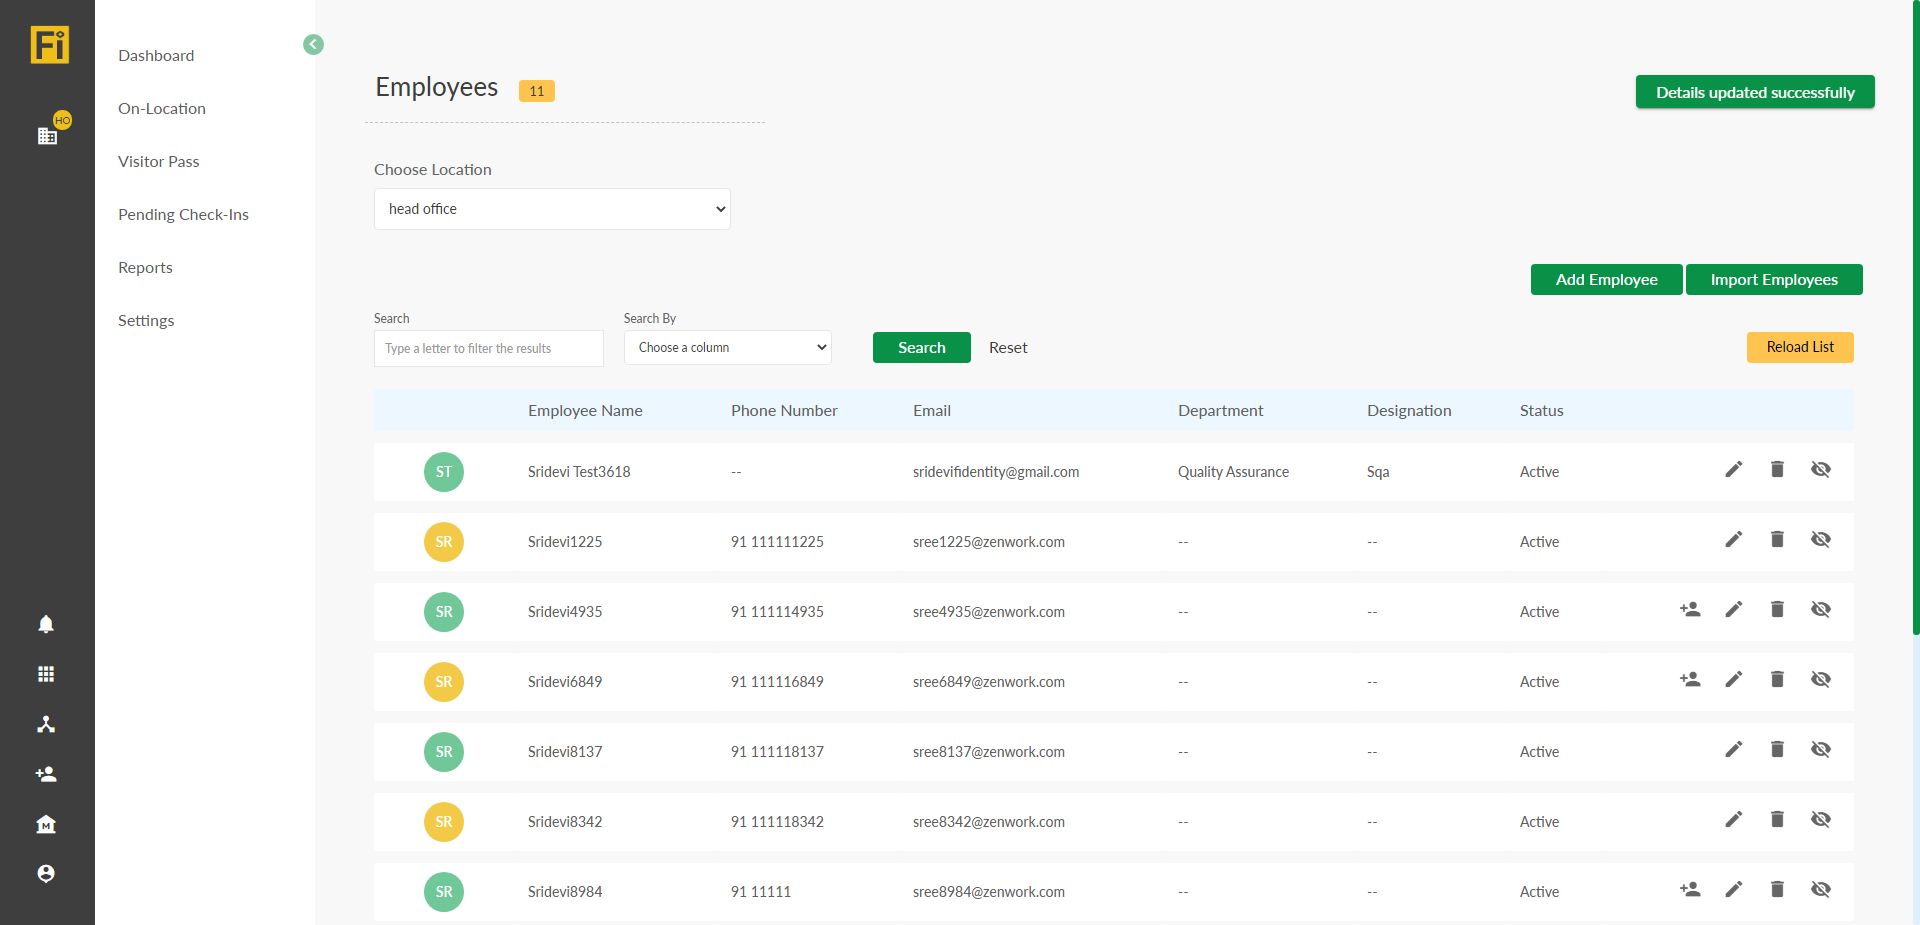 Fi
HO
Dashboard
On-Location
Visitor Pass
Pending Check-Ins
Reports
Settings
M
Employees 11
Details updated successfully
Choose Location
head office
Add Employee Import Employees
Search Search By
Type a letter to filter the results Choose a column Search Reset Reload List
Employee Name Phone Number Email Department Designation Status
ST Sridevi Test3618 -- sridevifidentity@gmail.com Quality Assurance Sqa Active
SR Sridevi1225 91 111111225 sree1225@zenwork.com -- -- Active
SR Sridevi4935 91 111114935 sree4935@zenwork.com -- -- Active
SR Sridevi6849 91 111116849 sree6849@zenwork.com -- -- Active
SR Sridevi8137 91 111118137 sree8137@zenwork.com -- -- Active
SR Sridevi8342 91 111118342 sree8342@zenwork.com -- -- Active
SR Sridevi8984 91 11111 sree8984@zenwork.com -- -- Active